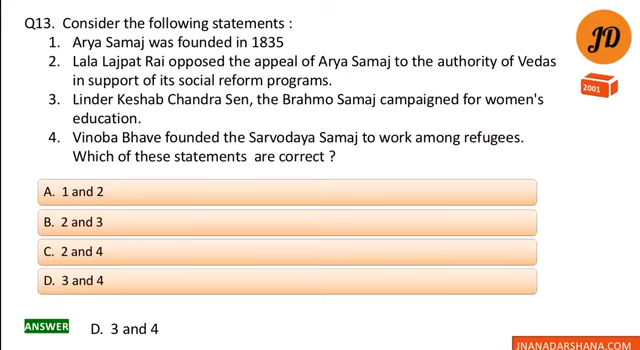 Q13. Consider the following statements :
1. Arya Samaj was founded in 1835
2. Lala Lajpat Rai opposed the appeal of Arya Samaj to the authority of Vedas
in support of its social reform programs.
3. Linder Keshab Chandra Sen, the Brahmo Samaj campaigned for women's
education.
4. Vinoba Bhave founded the Sarvodaya Samaj to work among refugees.
Which of these statements are correct ?
A. 1 and 2
B. 2 and 3
C. 2 and 4
D. 3 and 4
ANSWER D. 3 and 4
JD
2001
JNANADARSHANA.COM